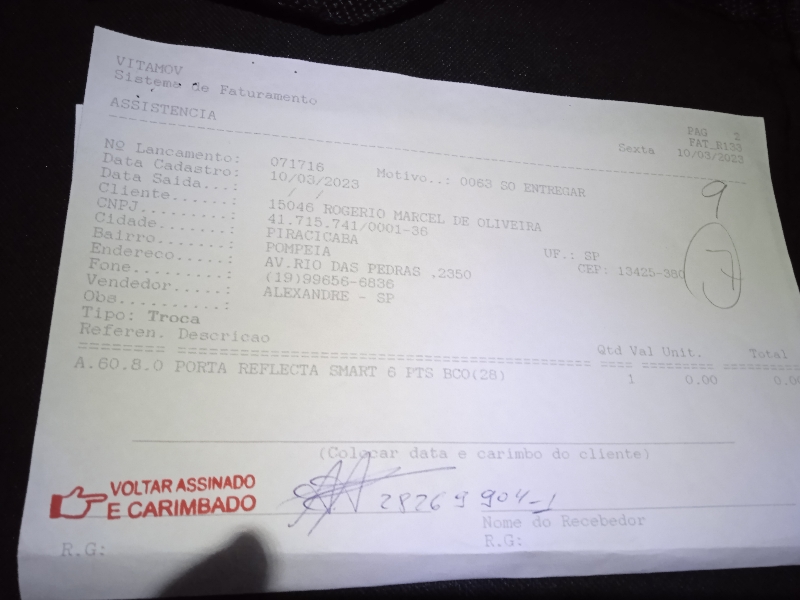 VITAMOV
Sistema de Faturamento
ASSISTENCIA
PAG 2
FAT_E133
Sexta 10/03/2023
Nº Lancamento: 071716 Motivo..: 0063 SO ENTREGAR
Data Cadastro: 10/03/2023
Data Saida...: / /
Cliente......: 15046 ROGERIO MARCEL DE OLIVEIRA
CNPJ.........: 41.715.741/0001-36
Cidade.......: PIRACICABA UF.: SP
Bairro.......: POMPEIA CEP: 13425-380
Endereco.....: AV.RIO DAS PEDRAS ,2350
Fone.........: (19)99656-6836
Vendedor.....: ALEXANDRE - SP
Obs..........:
Tipo: Troca
Referen. Descricao Qtd Val Unit. Total
A.60.8.0 PORTA REFLECTA SMART 6 PTS BCO(28) 1 0.00 0.00
9
7
(Colocar data e carimbo do cliente)
VOLTAR ASSINADO
E CARIMBADO
28269904-1
Nome do Recebedor
R.G:
R.G: